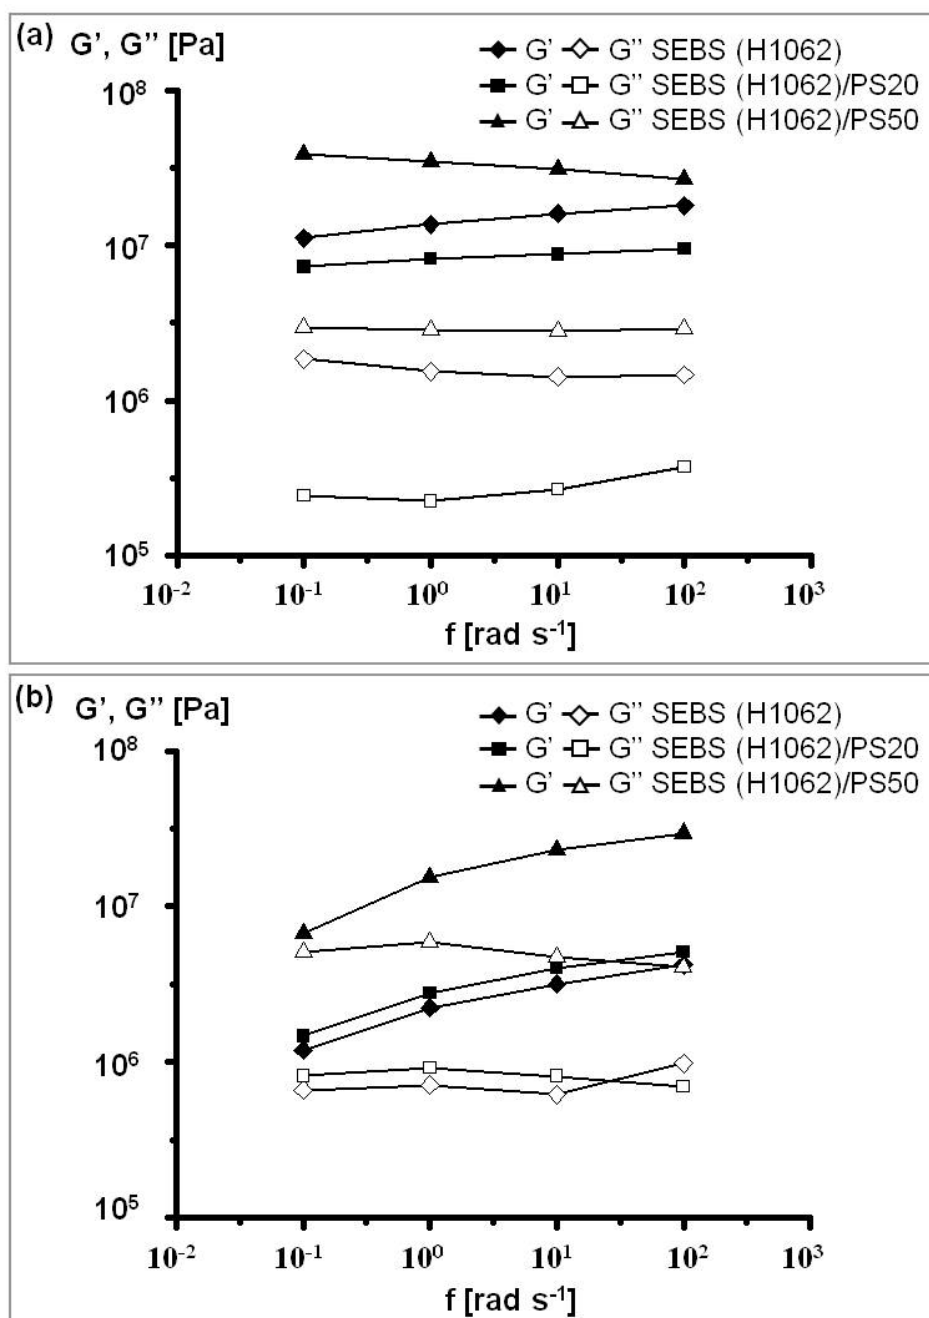 (a) G’, G’’ [Pa]
G’ G’’ SEBS (H1062)
G’ G’’ SEBS (H1062)/PS20
G’ G’’ SEBS (H1062)/PS50
10⁸
10⁷
10⁶
10⁵
10⁻² 10⁻¹ 10⁰ 10¹ 10² 10³
f [rad s⁻¹]
(b) G’, G’’ [Pa]
G’ G’’ SEBS (H1062)
G’ G’’ SEBS (H1062)/PS20
G’ G’’ SEBS (H1062)/PS50
10⁸
10⁷
10⁶
10⁵
10⁻² 10⁻¹ 10⁰ 10¹ 10² 10³
f [rad s⁻¹]